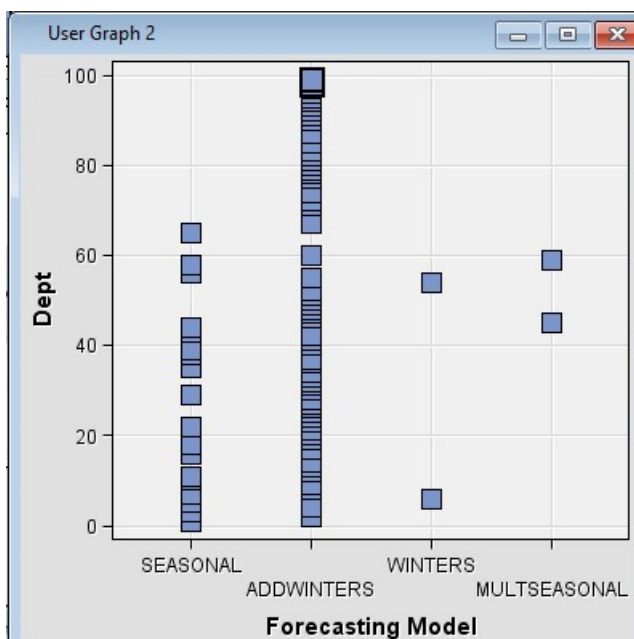 User Graph 2
100
80
60
40
20
0
Dept
SEASONAL
ADDWINTERS
WINTERS
MULTSEASONAL
Forecasting Model